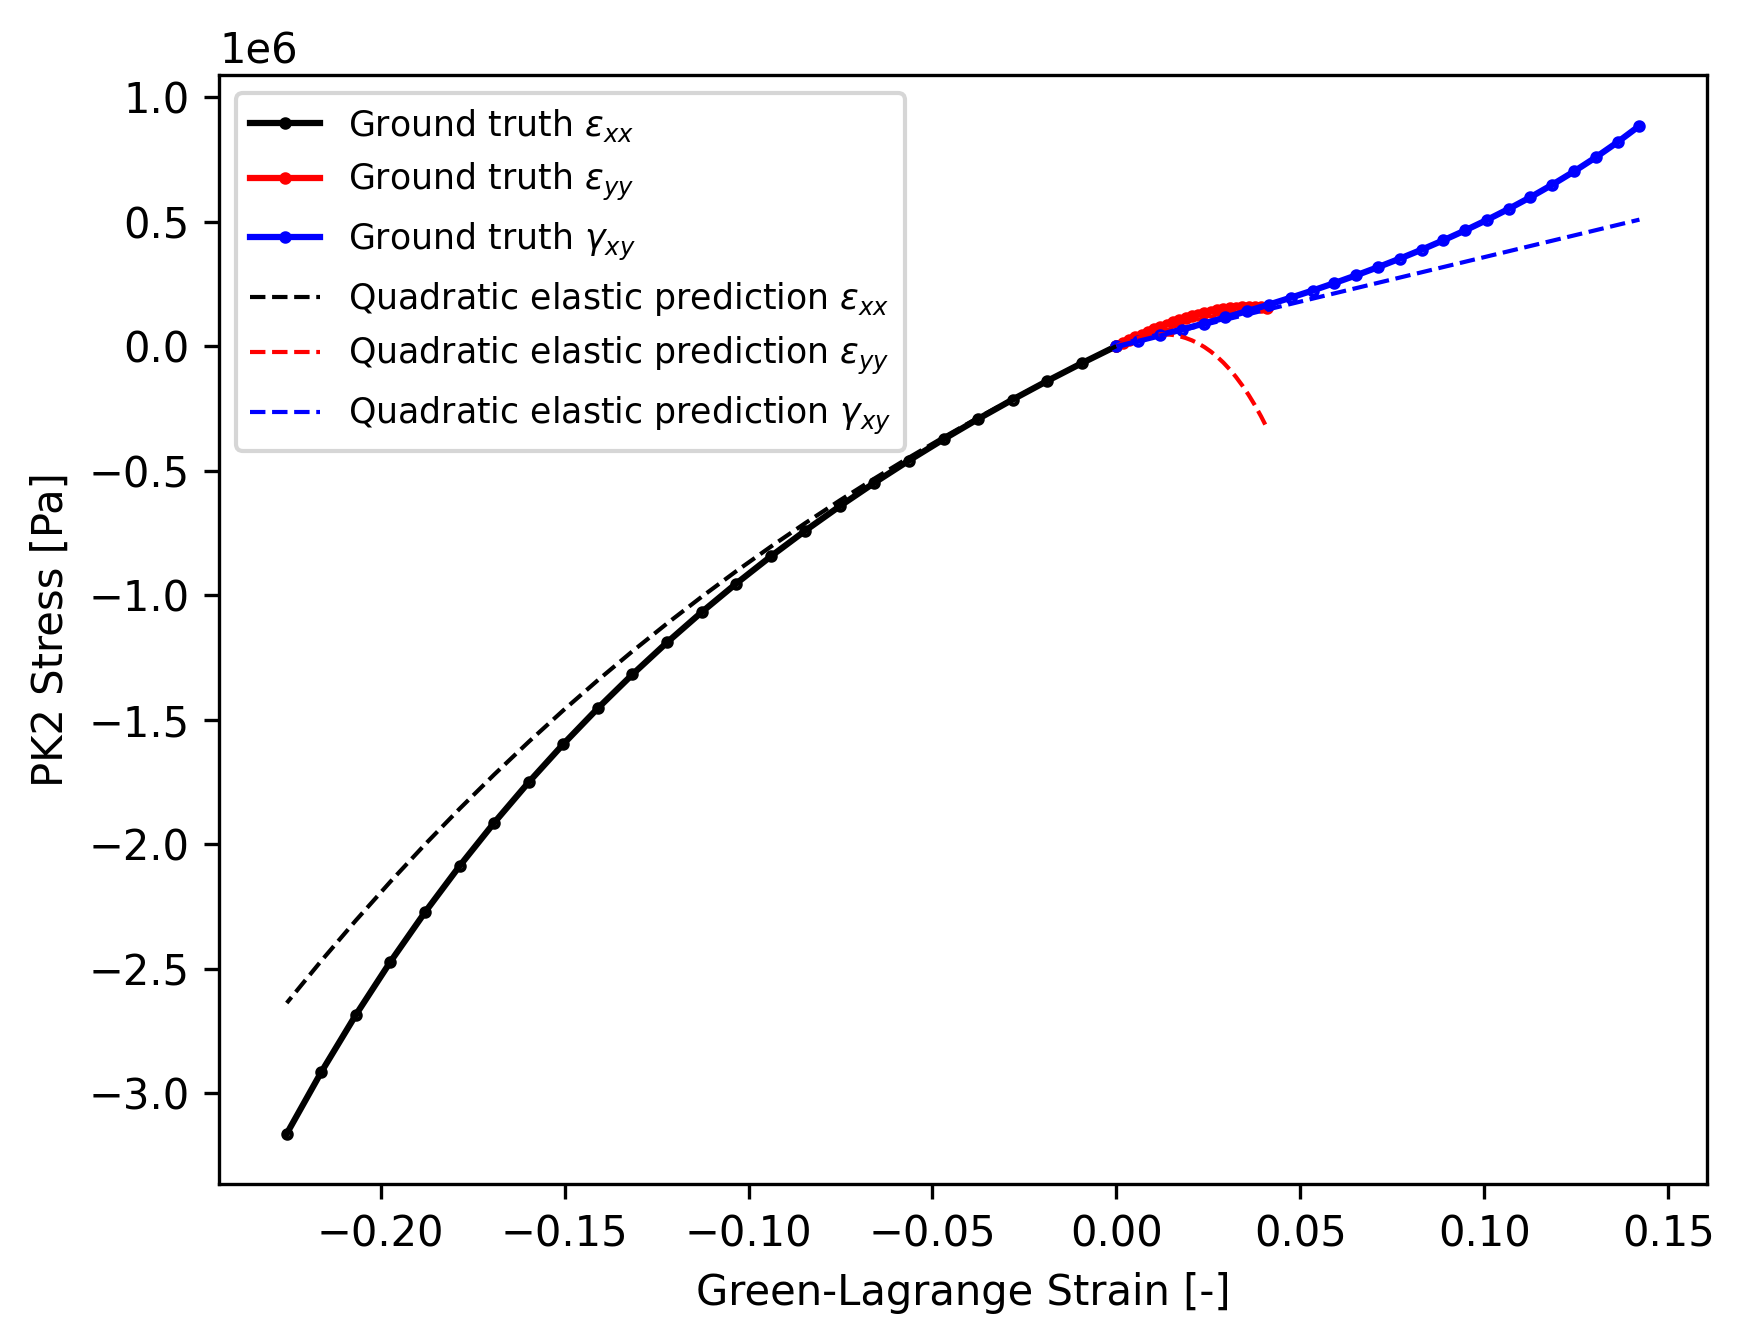 1e6
1.0
0.5
0.0
−0.5
−1.0
−1.5
−2.0
−2.5
−3.0
PK2 Stress [Pa]
Ground truth εxx
Ground truth εyy
Ground truth γxy
Quadratic elastic prediction εxx
Quadratic elastic prediction εyy
Quadratic elastic prediction γxy
−0.20 −0.15 −0.10 −0.05 0.00 0.05 0.10 0.15
Green-Lagrange Strain [-]